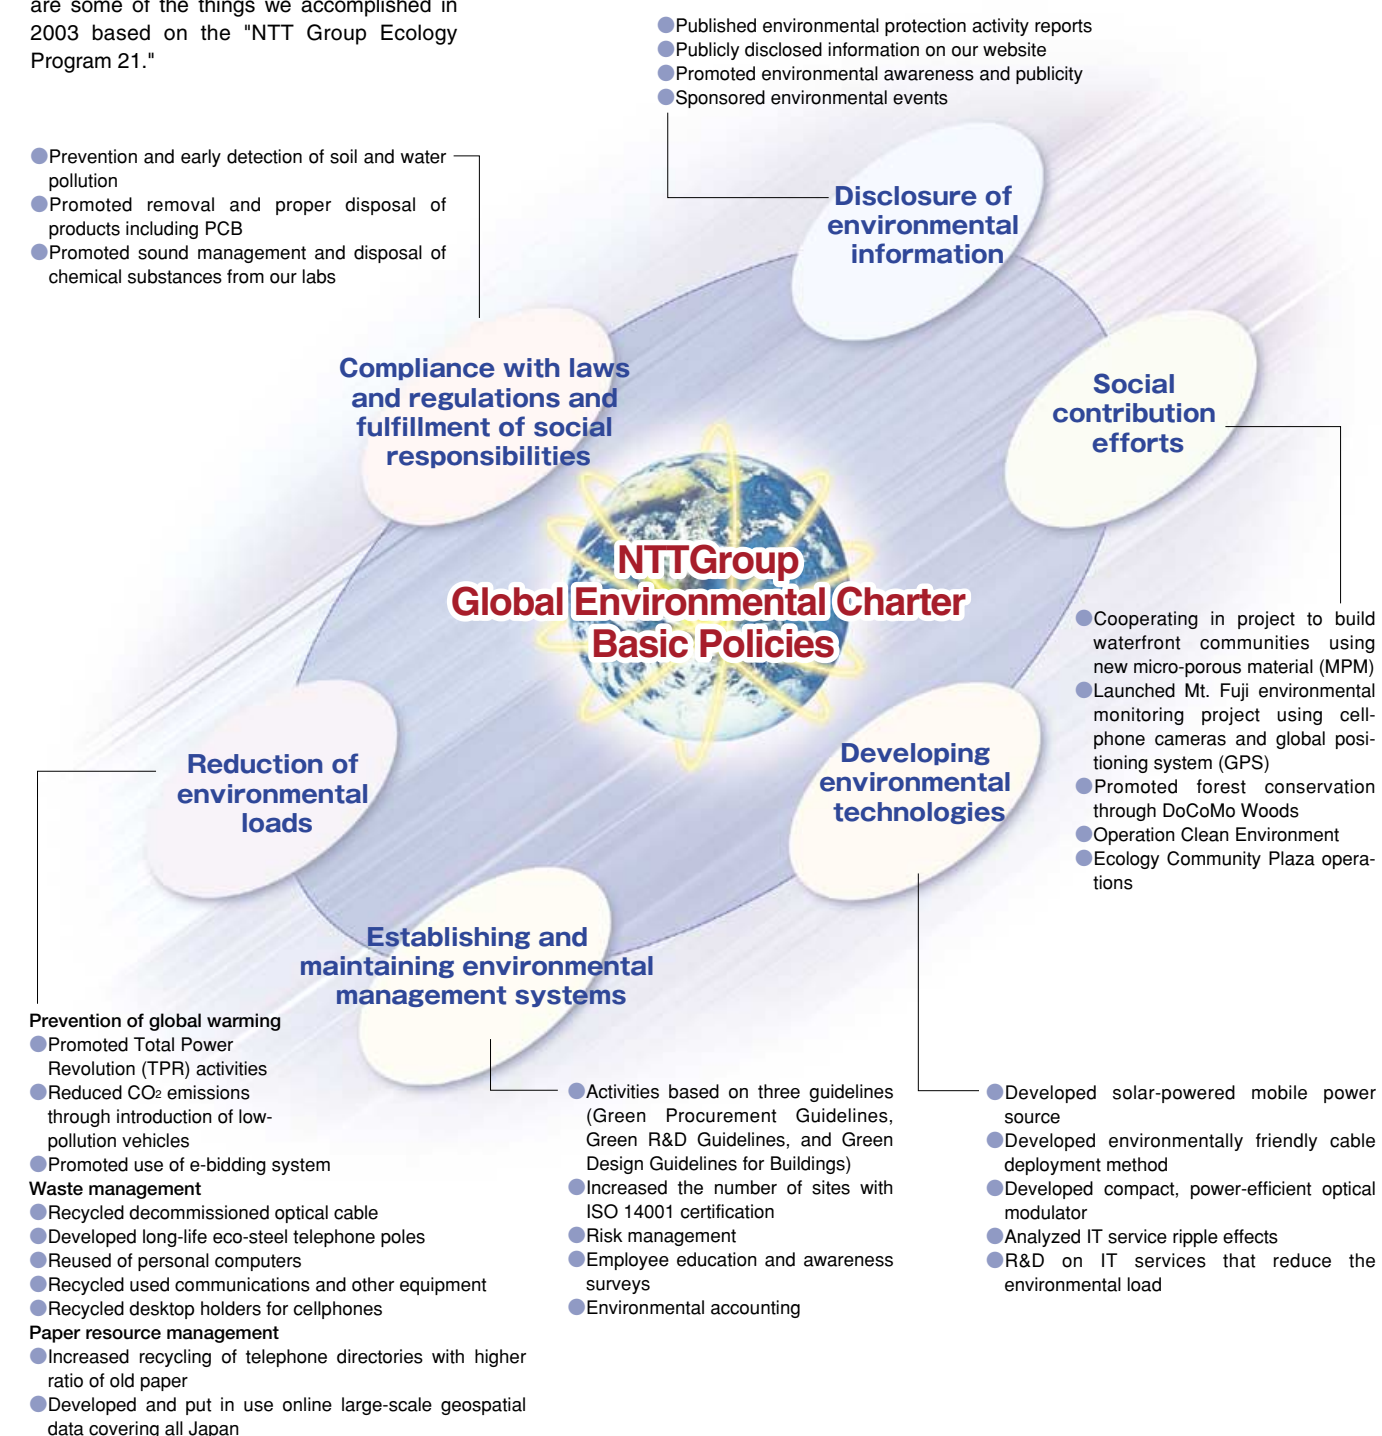 are some of the things we accomplished in
2003 based on the "NTT Group Ecology
Program 21."
●Published environmental protection activity reports
●Publicly disclosed information on our website
●Promoted environmental awareness and publicity
●Sponsored environmental events
●Prevention and early detection of soil and water
pollution
●Promoted removal and proper disposal of
products including PCB
●Promoted sound management and disposal of
chemical substances from our labs
Disclosure of
environmental
information
Compliance with laws
and regulations and
fulfillment of social
responsibilities
Social
contribution
efforts
NTTGroup
Global Environmental Charter
Basic Policies
●Cooperating in project to build
waterfront communities using
new micro-porous material (MPM)
●Launched Mt. Fuji environmental
monitoring project using cell-
phone cameras and global posi-
tioning system (GPS)
●Promoted forest conservation
through DoCoMo Woods
●Operation Clean Environment
●Ecology Community Plaza opera-
tions
Reduction of
environmental
loads
Developing
environmental
technologies
Establishing and
maintaining environmental
management systems
Prevention of global warming
●Promoted Total Power
Revolution (TPR) activities
●Reduced CO2 emissions
through introduction of low-
pollution vehicles
●Promoted use of e-bidding system
Waste management
●Recycled decommissioned optical cable
●Developed long-life eco-steel telephone poles
●Reused of personal computers
●Recycled used communications and other equipment
●Recycled desktop holders for cellphones
Paper resource management
●Increased recycling of telephone directories with higher
ratio of old paper
●Developed and put in use online large-scale geospatial
data covering all Japan
●Activities based on three guidelines
(Green Procurement Guidelines,
Green R&D Guidelines, and Green
Design Guidelines for Buildings)
●Increased the number of sites with
ISO 14001 certification
●Risk management
●Employee education and awareness
surveys
●Environmental accounting
●Developed solar-powered mobile power
source
●Developed environmentally friendly cable
deployment method
●Developed compact, power-efficient optical
modulator
●Analyzed IT service ripple effects
●R&D on IT services that reduce the
environmental load